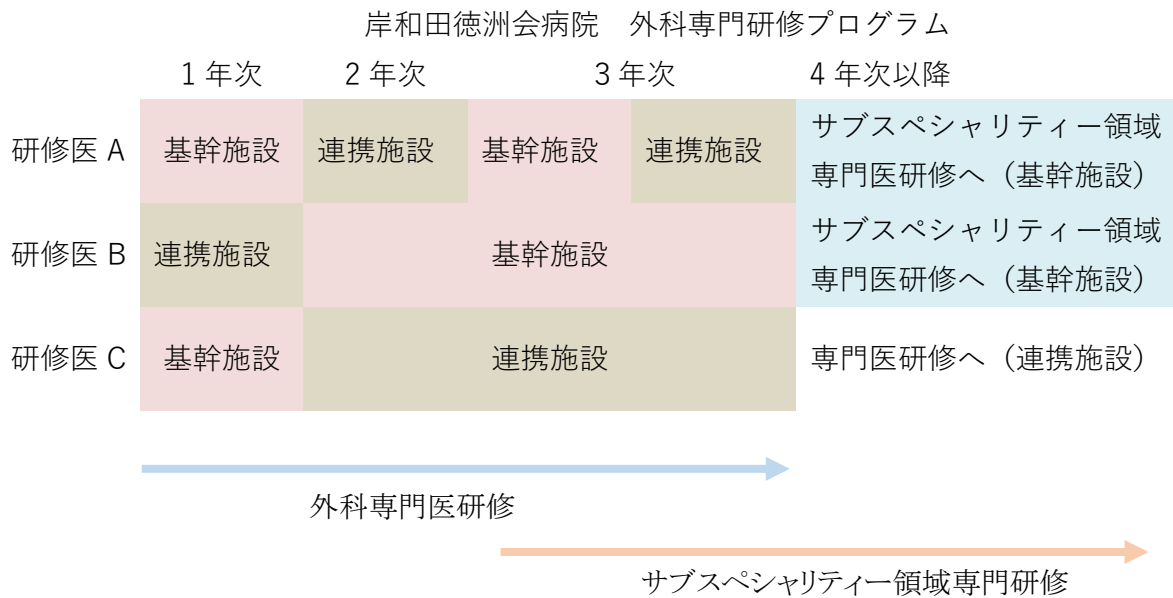 岸和田徳洲会病院 外科専門研修プログラム
1年次 2年次 3年次 4年次以降
研修医 A 基幹施設 連携施設 基幹施設 連携施設 サブスペシャリティー領域
専門医研修へ（基幹施設）
研修医 B 連携施設 基幹施設 サブスペシャリティー領域
専門医研修へ（基幹施設）
研修医 C 基幹施設 連携施設 専門医研修へ（連携施設）
外科専門医研修
サブスペシャリティー領域専門研修